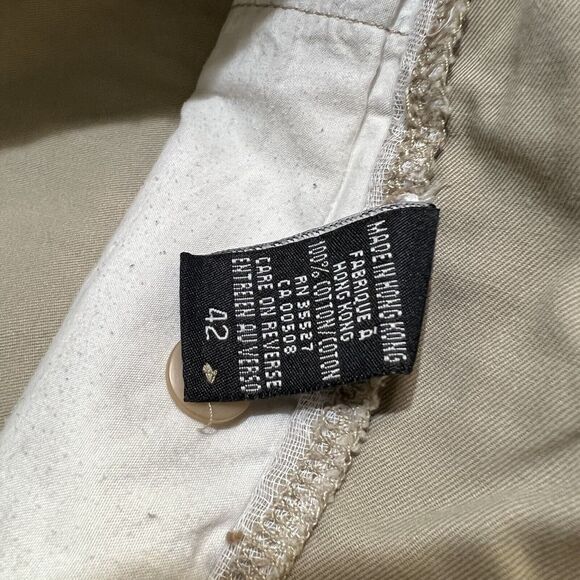 MADE IN HONG KONG
FABRIQUÉ À
HONG KONG
100% COTTON/COTON
RN 35527
CA 00508
CARE ON REVERSE
ENTRETIEN AU VERSO
42